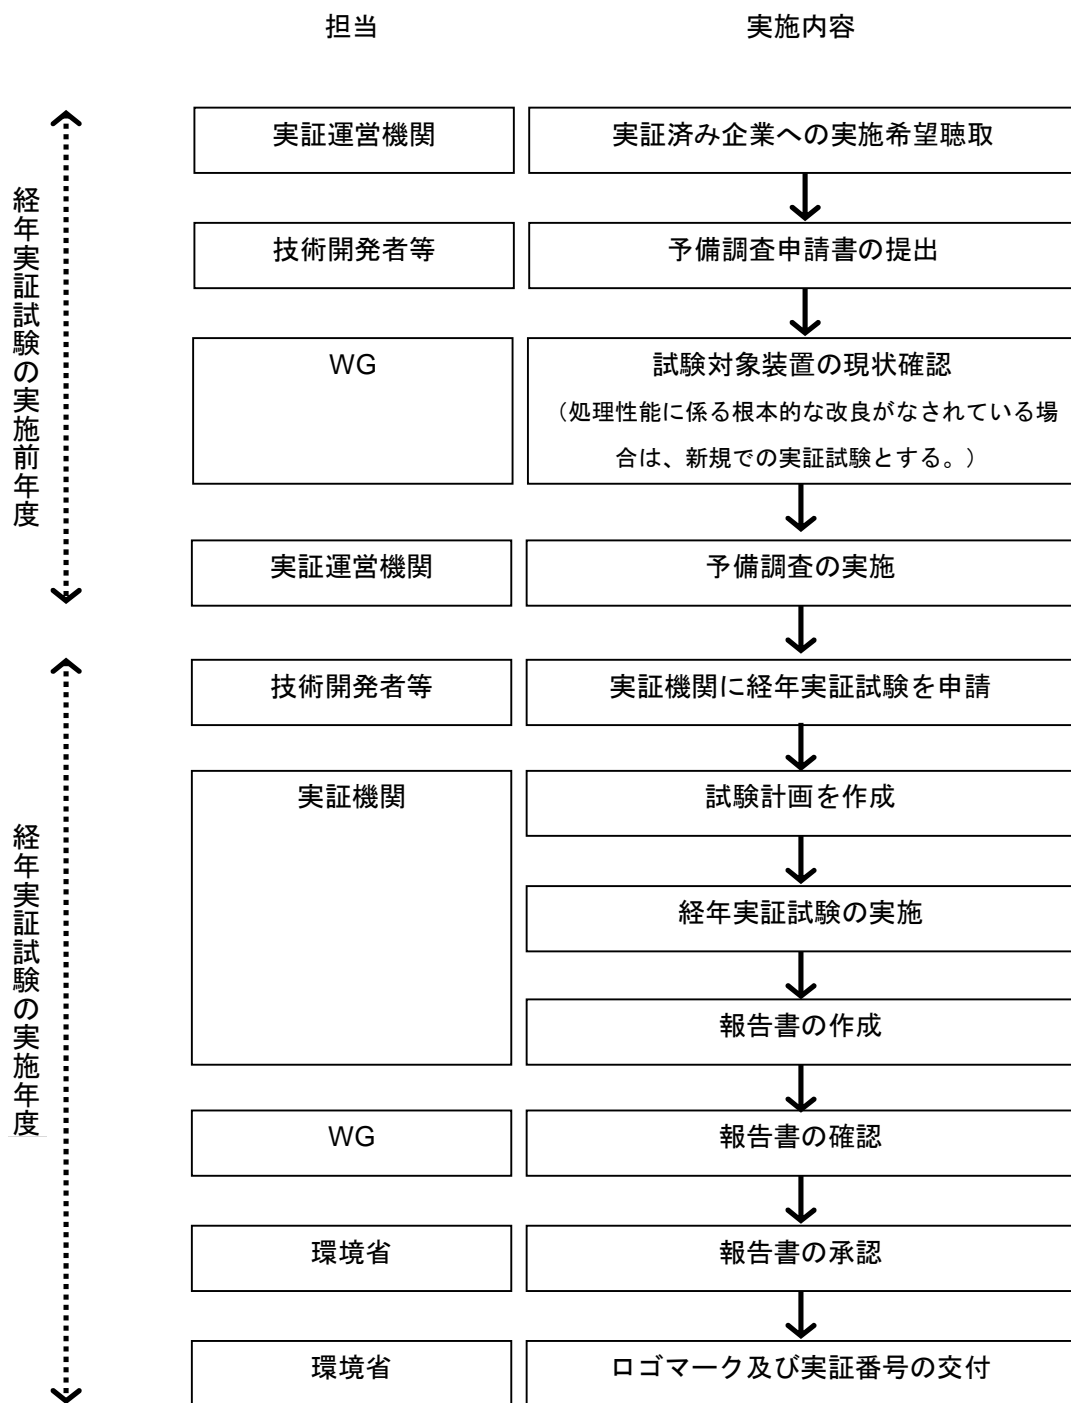 担当 実施内容
経年実証試験の実施前年度
実証運営機関 実証済み企業への実施希望聴取
技術開発者等 予備調査申請書の提出
WG 試験対象装置の現状確認
（処理性能に係る根本的な改良がなされている場
合は、新規での実証試験とする。）
実証運営機関 予備調査の実施
経年実証試験の実施年度
技術開発者等 実証機関に経年実証試験を申請
実証機関 試験計画を作成
経年実証試験の実施
報告書の作成
WG 報告書の確認
環境省 報告書の承認
環境省 ロゴマーク及び実証番号の交付